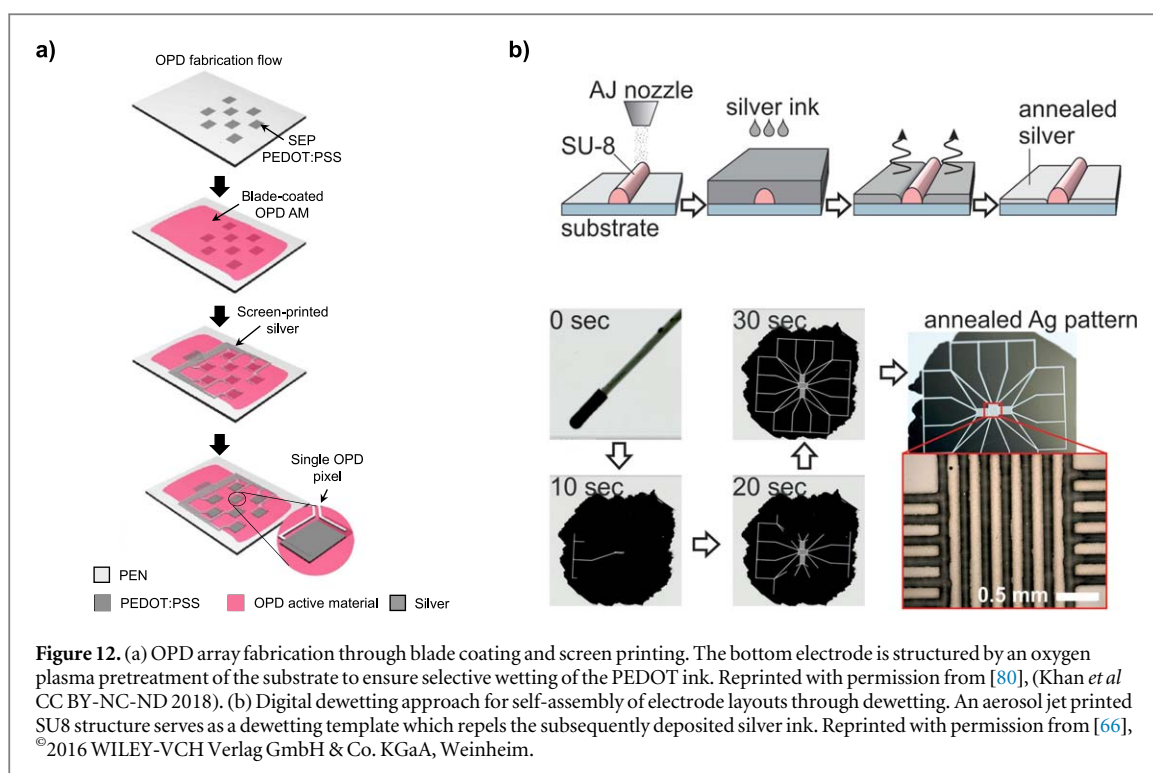 a)
OPD fabrication flow
SEP
PEDOT:PSS
Blade-coated
OPD AM
Screen-printed
silver
Single OPD
pixel
PEN
PEDOT:PSS
OPD active material
Silver
b)
AJ nozzle
SU-8
silver ink
annealed
silver
substrate
0 sec
30 sec
annealed Ag pattern
10 sec
20 sec
0.5 mm
Figure 12. (a) OPD array fabrication through blade coating and screen printing. The bottom electrode is structured by an oxygen
plasma pretreatment of the substrate to ensure selective wetting of the PEDOT ink. Reprinted with permission from [80], (Khan et al
CC BY-NC-ND 2018). (b) Digital dewetting approach for self-assembly of electrode layouts through dewetting. An aerosol jet printed
SU8 structure serves as a dewetting template which repels the subsequently deposited silver ink. Reprinted with permission from [66],
©2016 WILEY-VCH Verlag GmbH & Co. KGaA, Weinheim.